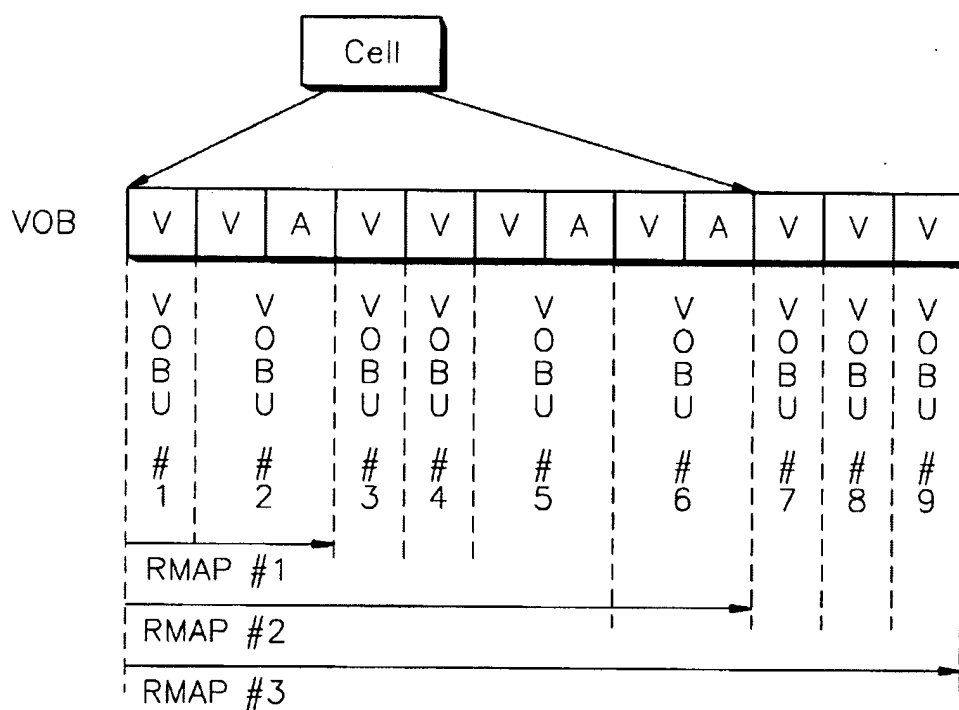 Cell
VOB V V A V V V A V A V V V
VOBU #1 VOBU #2 VOBU #3 VOBU #4 VOBU #5 VOBU #6 VOBU #7 VOBU #8 VOBU #9
RMAP #1
RMAP #2
RMAP #3